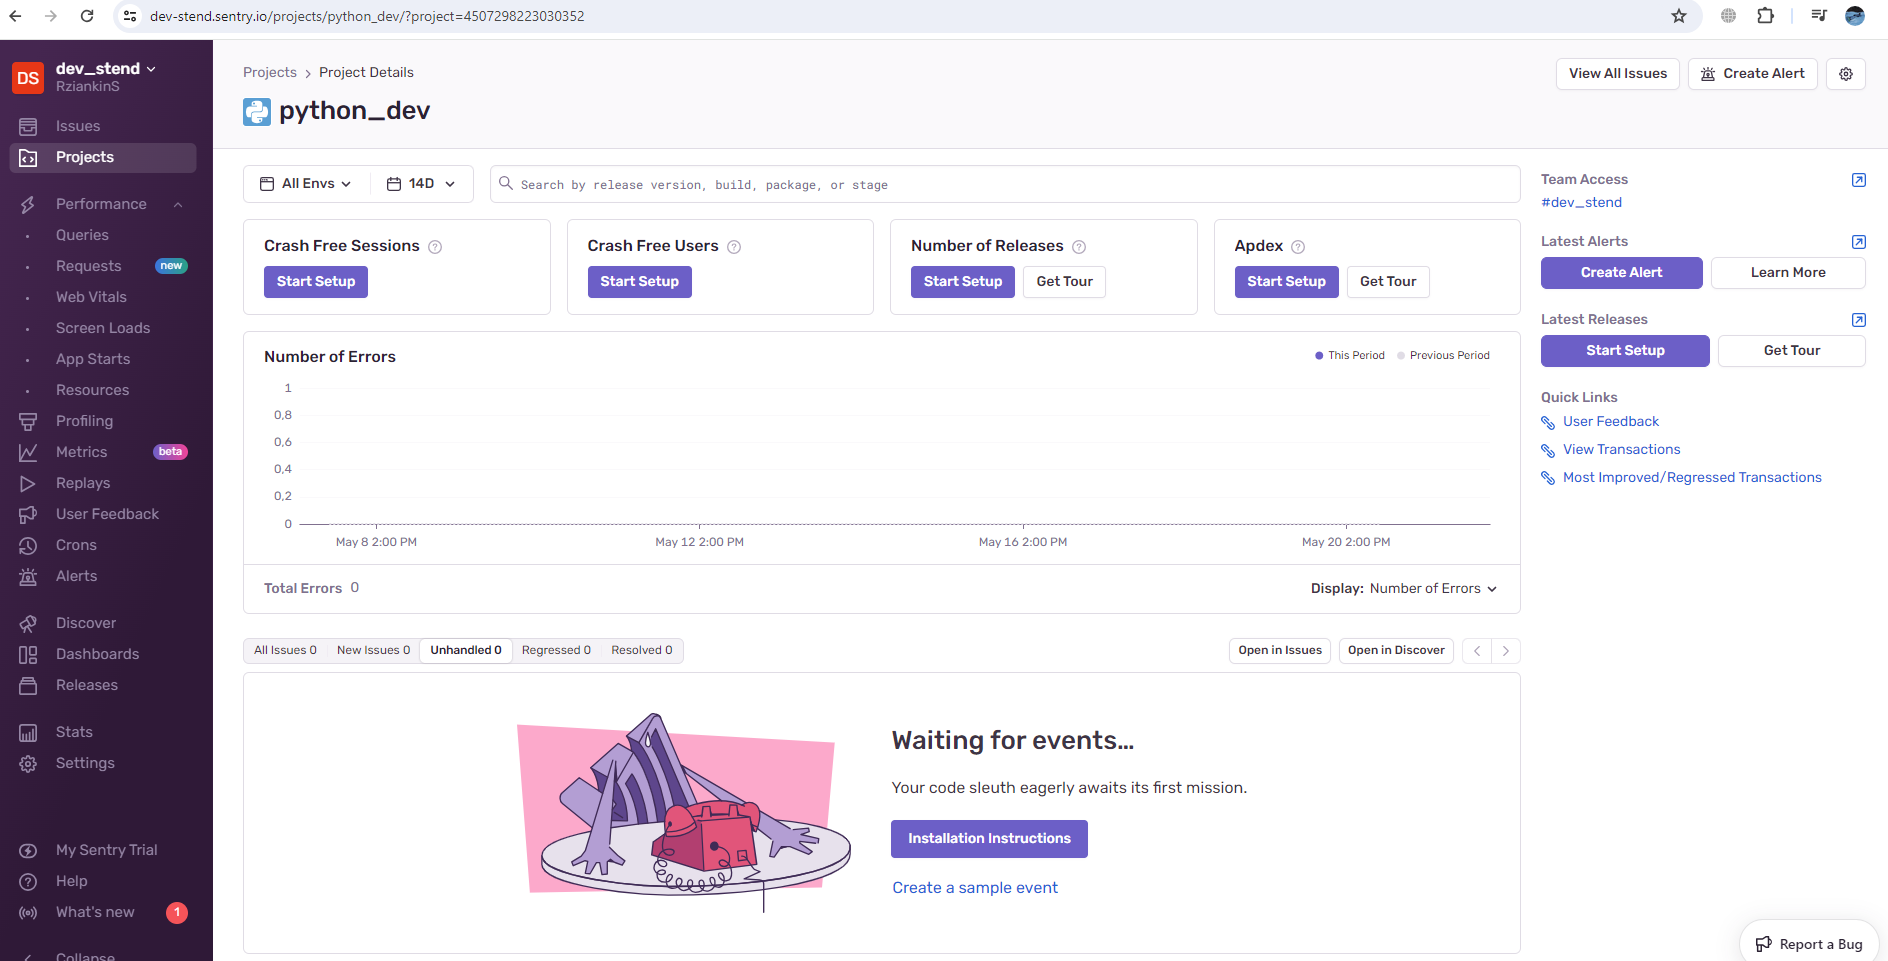 dev-stend.sentry.io/projects/python_dev/?project=4507298223030352
DS
dev_stend
RziankinS
Issues
Projects
Performance
Queries
Requests new
Web Vitals
Screen Loads
App Starts
Resources
Profiling
Metrics beta
Replays
User Feedback
Crons
Alerts
Discover
Dashboards
Releases
Stats
Settings
My Sentry Trial
Help
What's new 1
Collapse
Projects > Project Details
python_dev
View All Issues Create Alert
All Envs 14D Search by release version, build, package, or stage
Crash Free Sessions
Start Setup
Crash Free Users
Start Setup
Number of Releases
Start Setup Get Tour
Apdex
Start Setup Get Tour
Number of Errors This Period Previous Period
1
0,8
0,6
0,4
0,2
0
May 8 2:00 PM May 12 2:00 PM May 16 2:00 PM May 20 2:00 PM
Total Errors 0 Display: Number of Errors
All Issues 0 New Issues 0 Unhandled 0 Regressed 0 Resolved 0 Open in Issues Open in Discover
Waiting for events...
Your code sleuth eagerly awaits its first mission.
Installation Instructions
Create a sample event
Team Access
#dev_stend
Latest Alerts
Create Alert Learn More
Latest Releases
Start Setup Get Tour
Quick Links
User Feedback
View Transactions
Most Improved/Regressed Transactions
Report a Bug